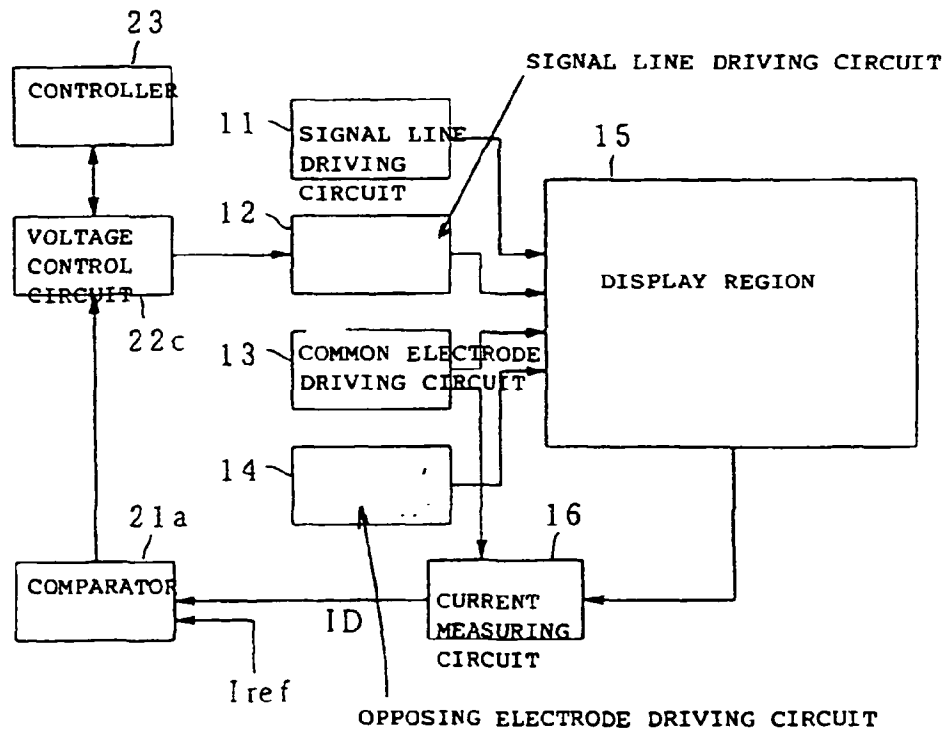 23
CONTROLLER
SIGNAL LINE DRIVING CIRCUIT
11
SIGNAL LINE
DRIVING
CIRCUIT
15
12
VOLTAGE
CONTROL
CIRCUIT
DISPLAY REGION
22c
13
COMMON ELECTRODE
DRIVING CIRCUIT
14
21a
16
COMPARATOR
ID
CURRENT
MEASURING
CIRCUIT
Iref
OPPOSING ELECTRODE DRIVING CIRCUIT